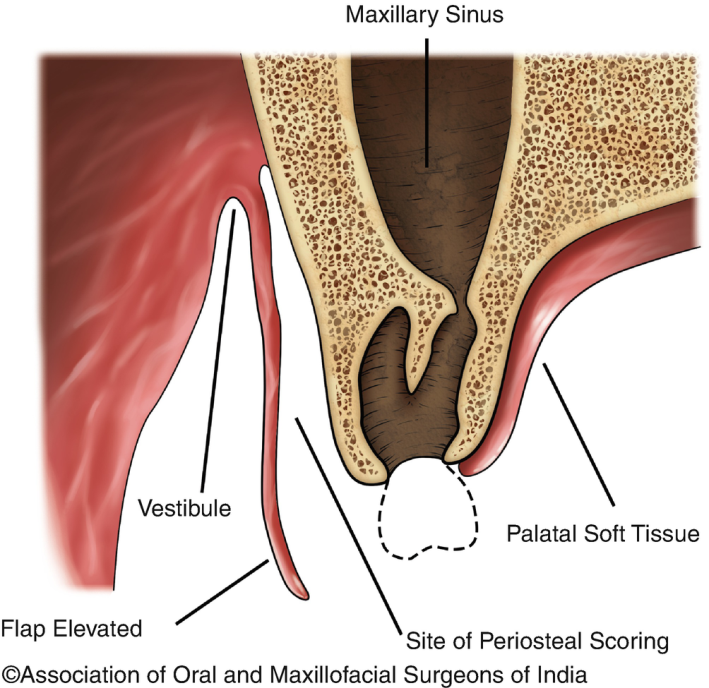 Maxillary Sinus
Vestibule
Palatal Soft Tissue
Flap Elevated
Site of Periosteal Scoring
©Association of Oral and Maxillofacial Surgeons of India